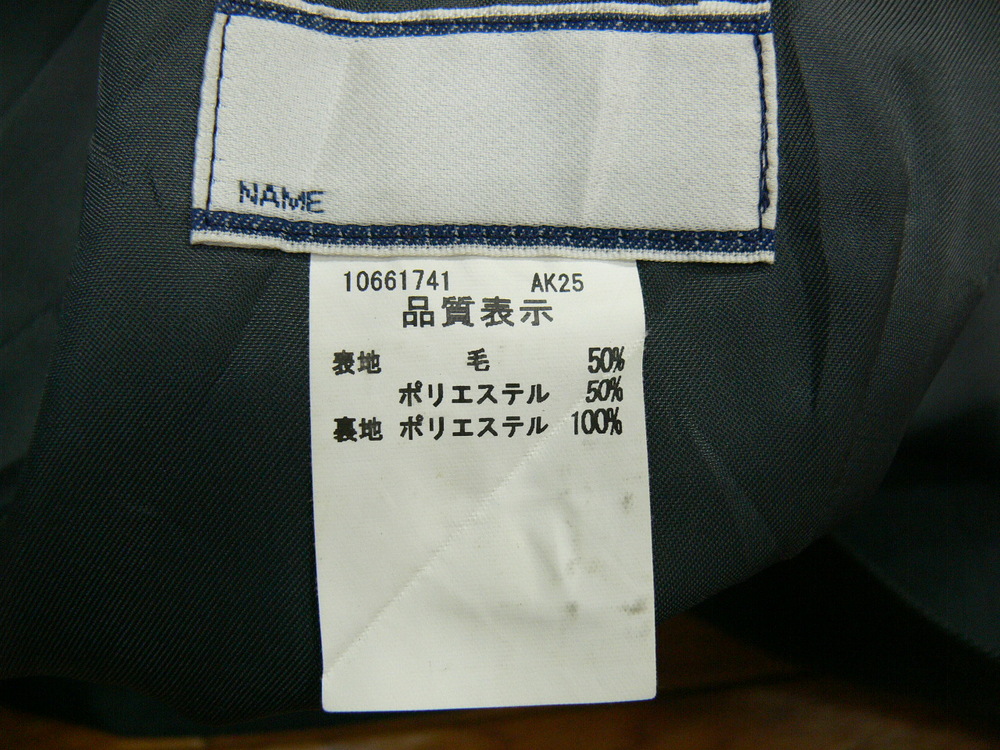 NAME
10661741 AK25
品質表示
表地 毛 50%
ポリエステル 50%
裏地 ポリエステル 100%